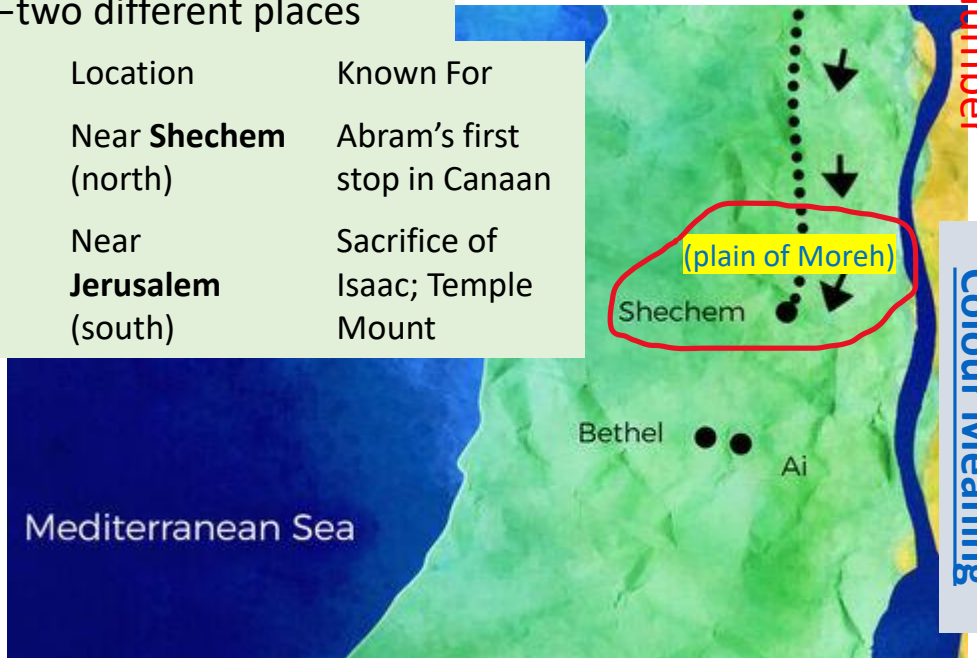 –two different places
Location Known For
Near Shechem Abram’s first
(north) stop in Canaan
Near Sacrifice of
Jerusalem Isaac; Temple
(south) Mount
(plain of Moreh)
Shechem
Bethel
Ai
Mediterranean Sea
Colour Meaning